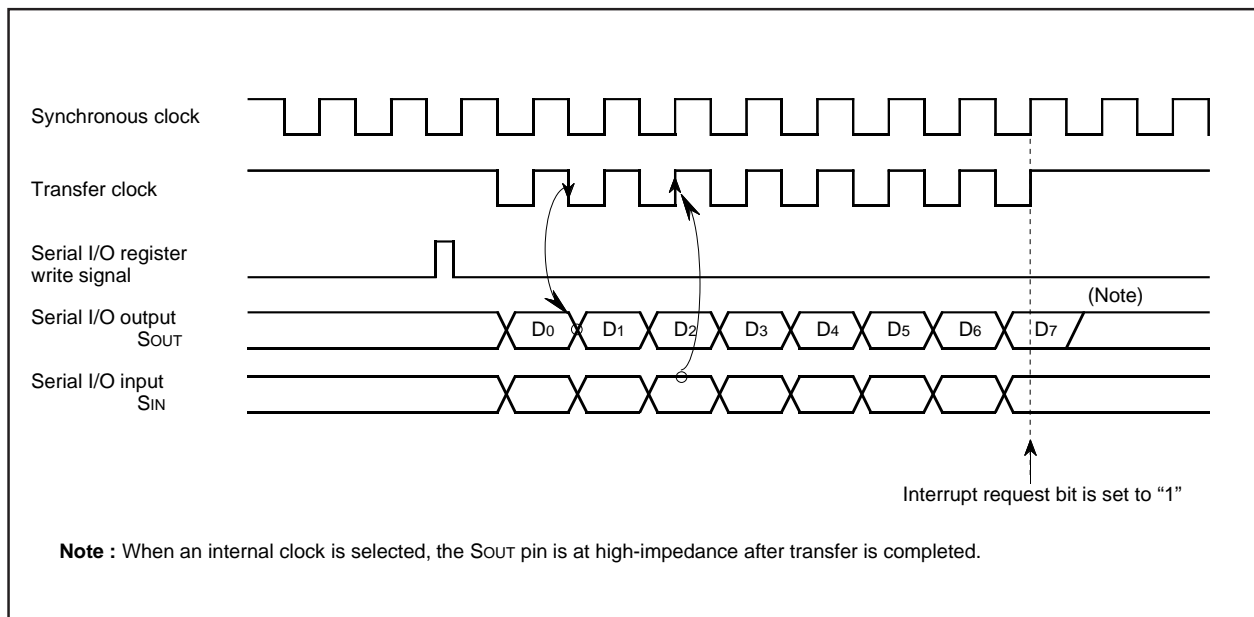 Synchronous clock
Transfer clock
Serial I/O register
write signal
(Note)
Serial I/O output
SOUT
D0 D1 D2 D3 D4 D5 D6 D7
Serial I/O input
SIN
Interrupt request bit is set to “1”
Note : When an internal clock is selected, the SOUT pin is at high-impedance after transfer is completed.